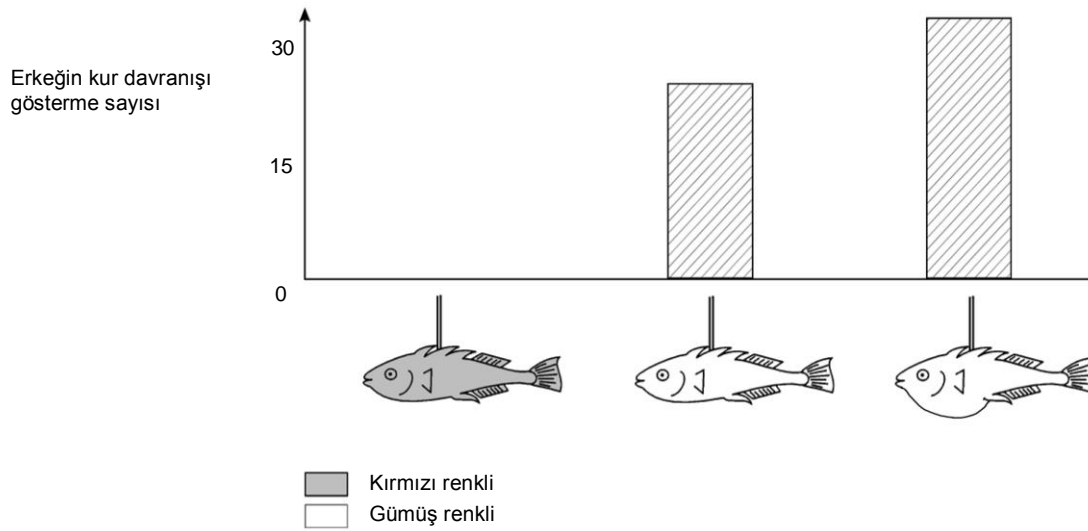 30
Erkeğin kur davranışı
gösterme sayısı
15
0
Kırmızı renkli
Gümüş renkli